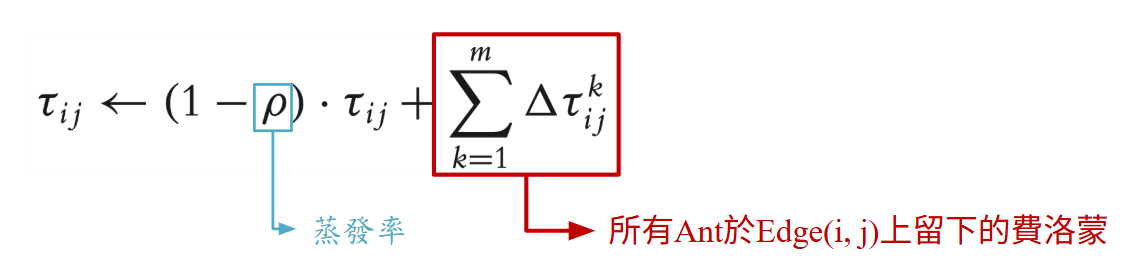 τij ← (1 − ρ) · τij + ∑_{k=1}^{m} Δτ_{ij}^{k}
蒸發率
所有Ant於Edge(i, j)上留下的費洛蒙